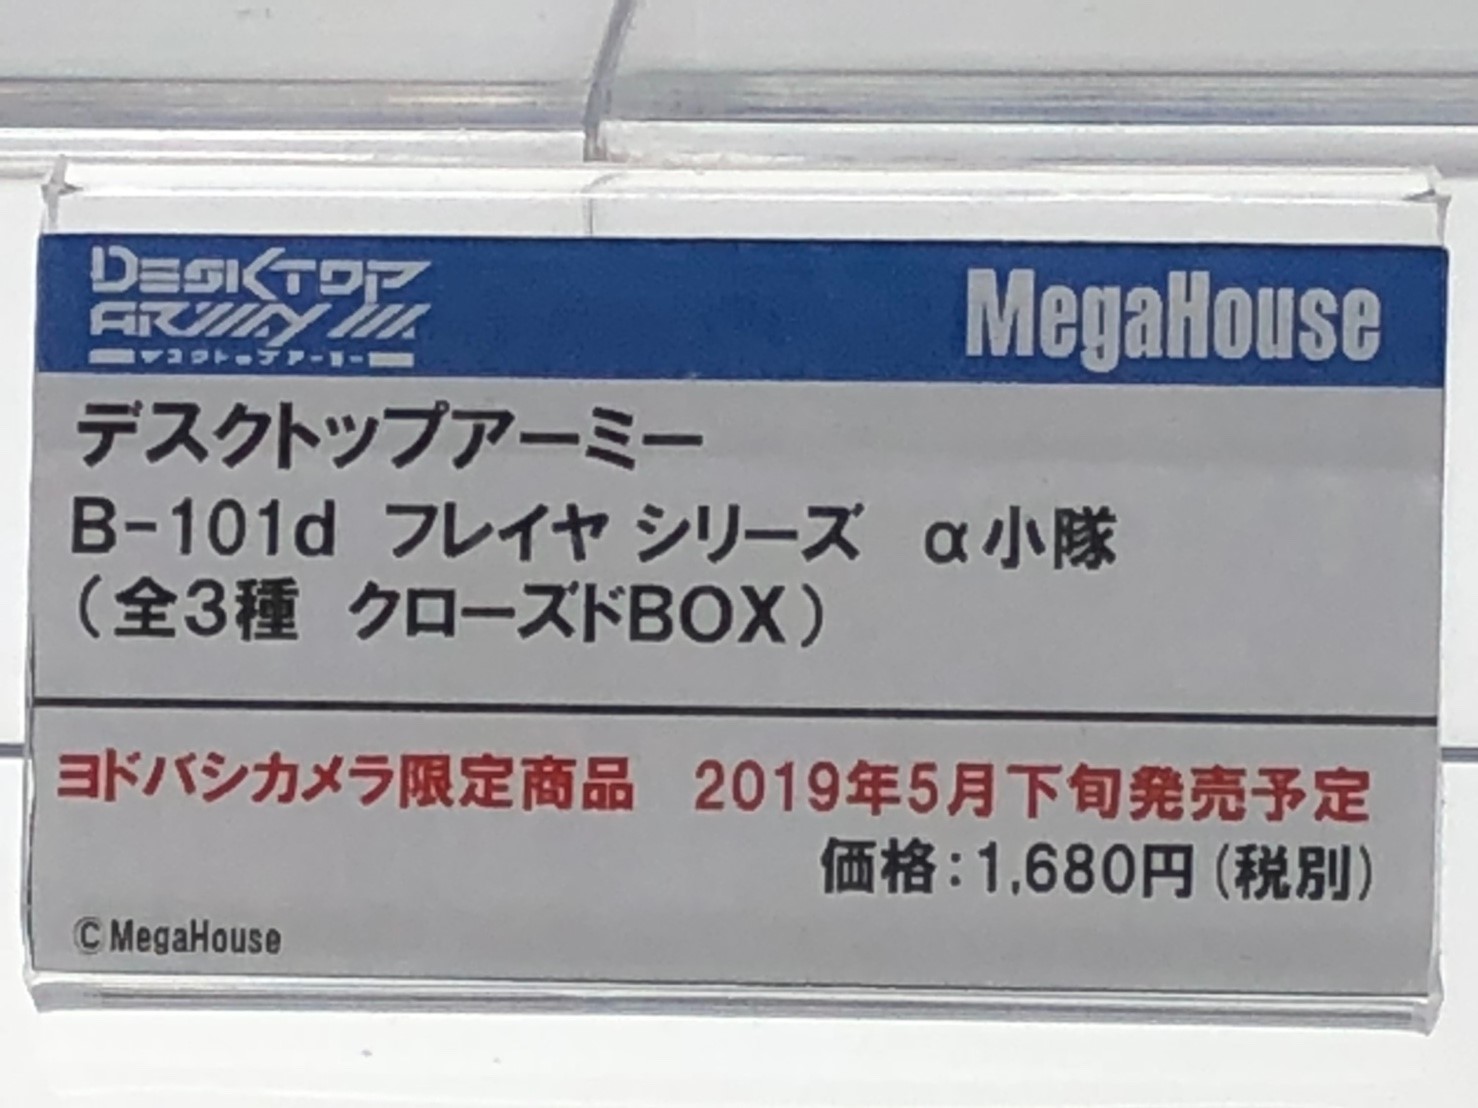 DESKTOP
ARMY
デスクトップアーミー
MegaHouse
デスクトップアーミー
B-101d　フレイヤ シリーズ　α小隊
（全3種　クローズドBOX）
ヨドバシカメラ限定商品　2019年5月下旬発売予定
価格：1,680円（税別）
©MegaHouse